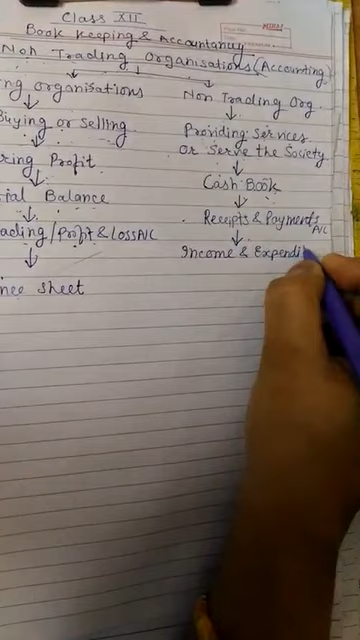 Class XII
Book Keeping & Accountancy
Non Trading Organisations (Accounting)
ng organisations
Non Trading Org.
Buying or Selling
Providing Services
or Serve the Society
ring Profit
Cash Book
ial Balance
Receipts & Payments
A/c
ading/Profit & Loss A/C
Income & Expendi
nce sheet